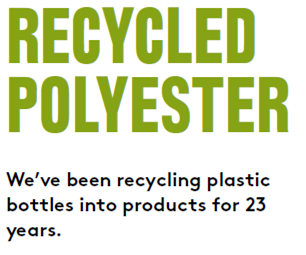 RECYCLED
POLYESTER
We’ve been recycling plastic
bottles into products for 23
years.